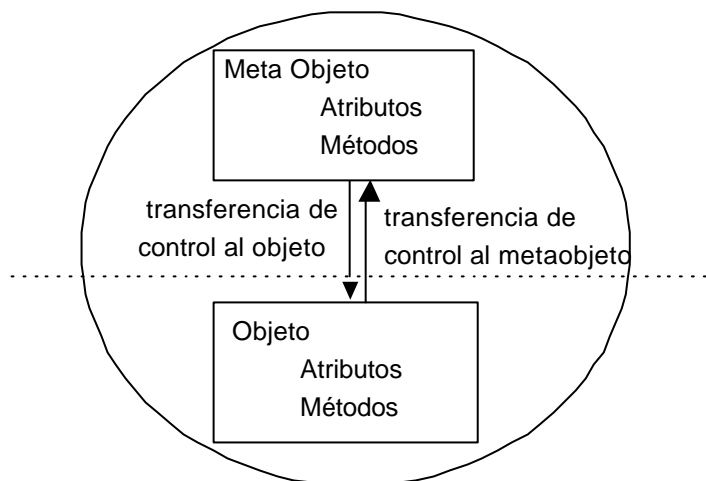 Meta Objeto
Atributos
Métodos
transferencia de
control al objeto
transferencia de
control al metaobjeto
Objeto
Atributos
Métodos